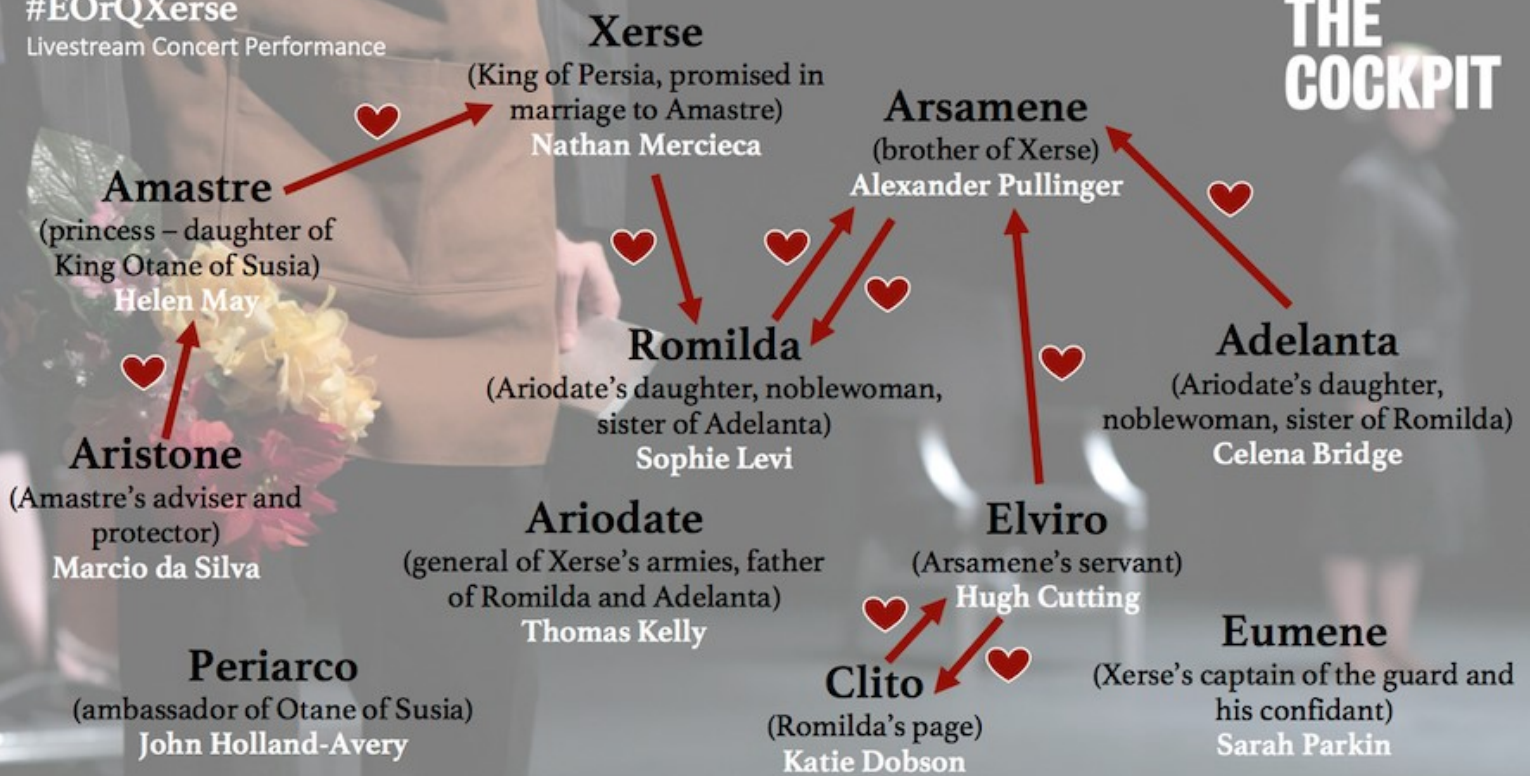 #EOrQXerse
Livestream Concert Performance
THE
COCKPIT
Xerse
(King of Persia, promised in
marriage to Amastre)
Nathan Mercieca
Arsamene
(brother of Xerse)
Alexander Pullinger
Amastre
(princess – daughter of
King Otane of Susia)
Helen May
Romilda
(Ariodate's daughter, noblewoman,
sister of Adelanta)
Sophie Levi
Adelanta
(Ariodate's daughter,
noblewoman, sister of Romilda)
Celena Bridge
Aristone
(Amastre's adviser and
protector)
Marcio da Silva
Ariodate
(general of Xerse's armies, father
of Romilda and Adelanta)
Thomas Kelly
Elviro
(Arsamene's servant)
Hugh Cutting
Periarco
(ambassador of Otane of Susia)
John Holland-Avery
Clito
(Romilda's page)
Katie Dobson
Eumene
(Xerse's captain of the guard and
his confidant)
Sarah Parkin